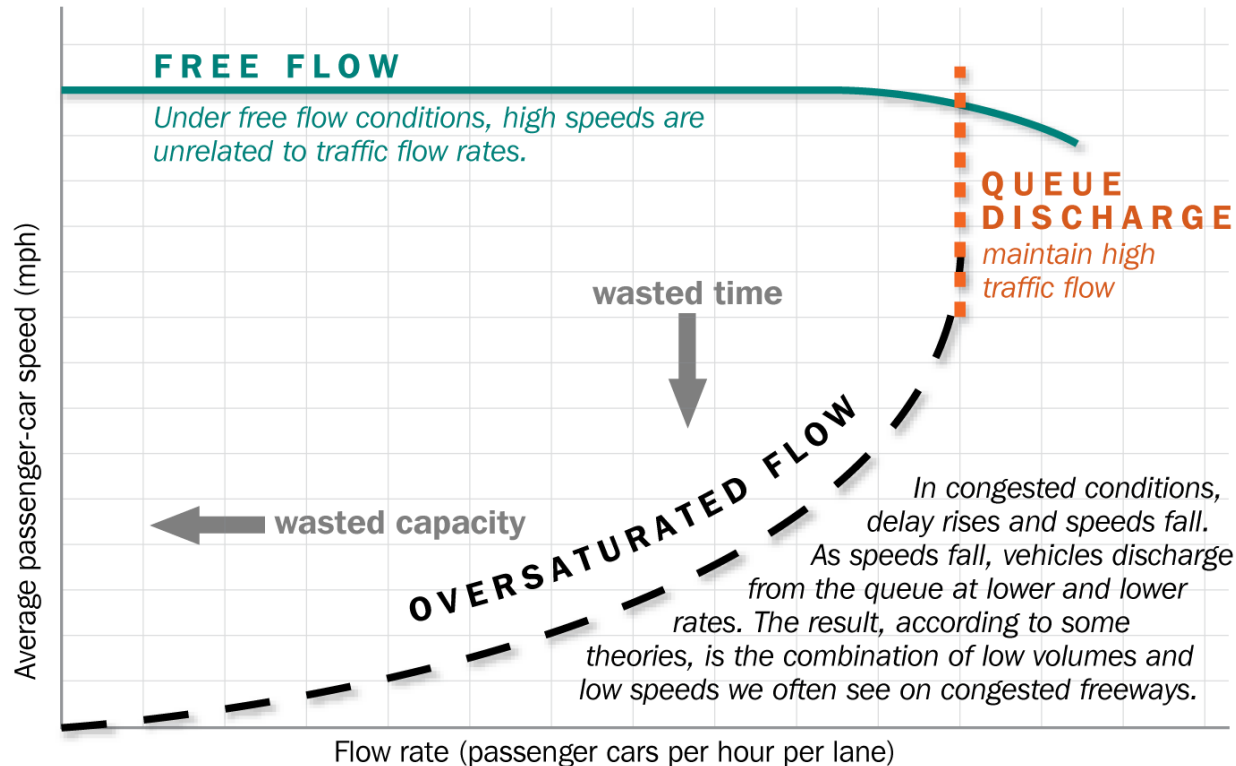 FREE FLOW
Under free flow conditions, high speeds are
unrelated to traffic flow rates.
QUEUE
DISCHARGE
maintain high
traffic flow
wasted time
wasted capacity
OVERSATURATED FLOW
In congested conditions,
delay rises and speeds fall.
As speeds fall, vehicles discharge
from the queue at lower and lower
rates. The result, according to some
theories, is the combination of low volumes and
low speeds we often see on congested freeways.
Average passenger-car speed (mph)
Flow rate (passenger cars per hour per lane)